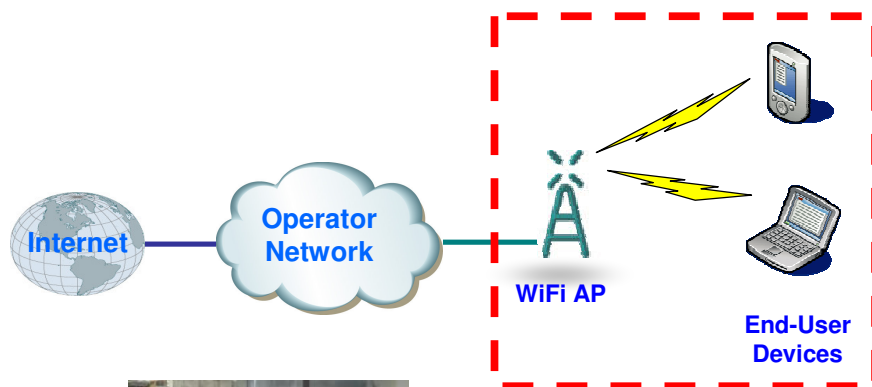 Internet
Operator
Network
WiFi AP
End-User
Devices